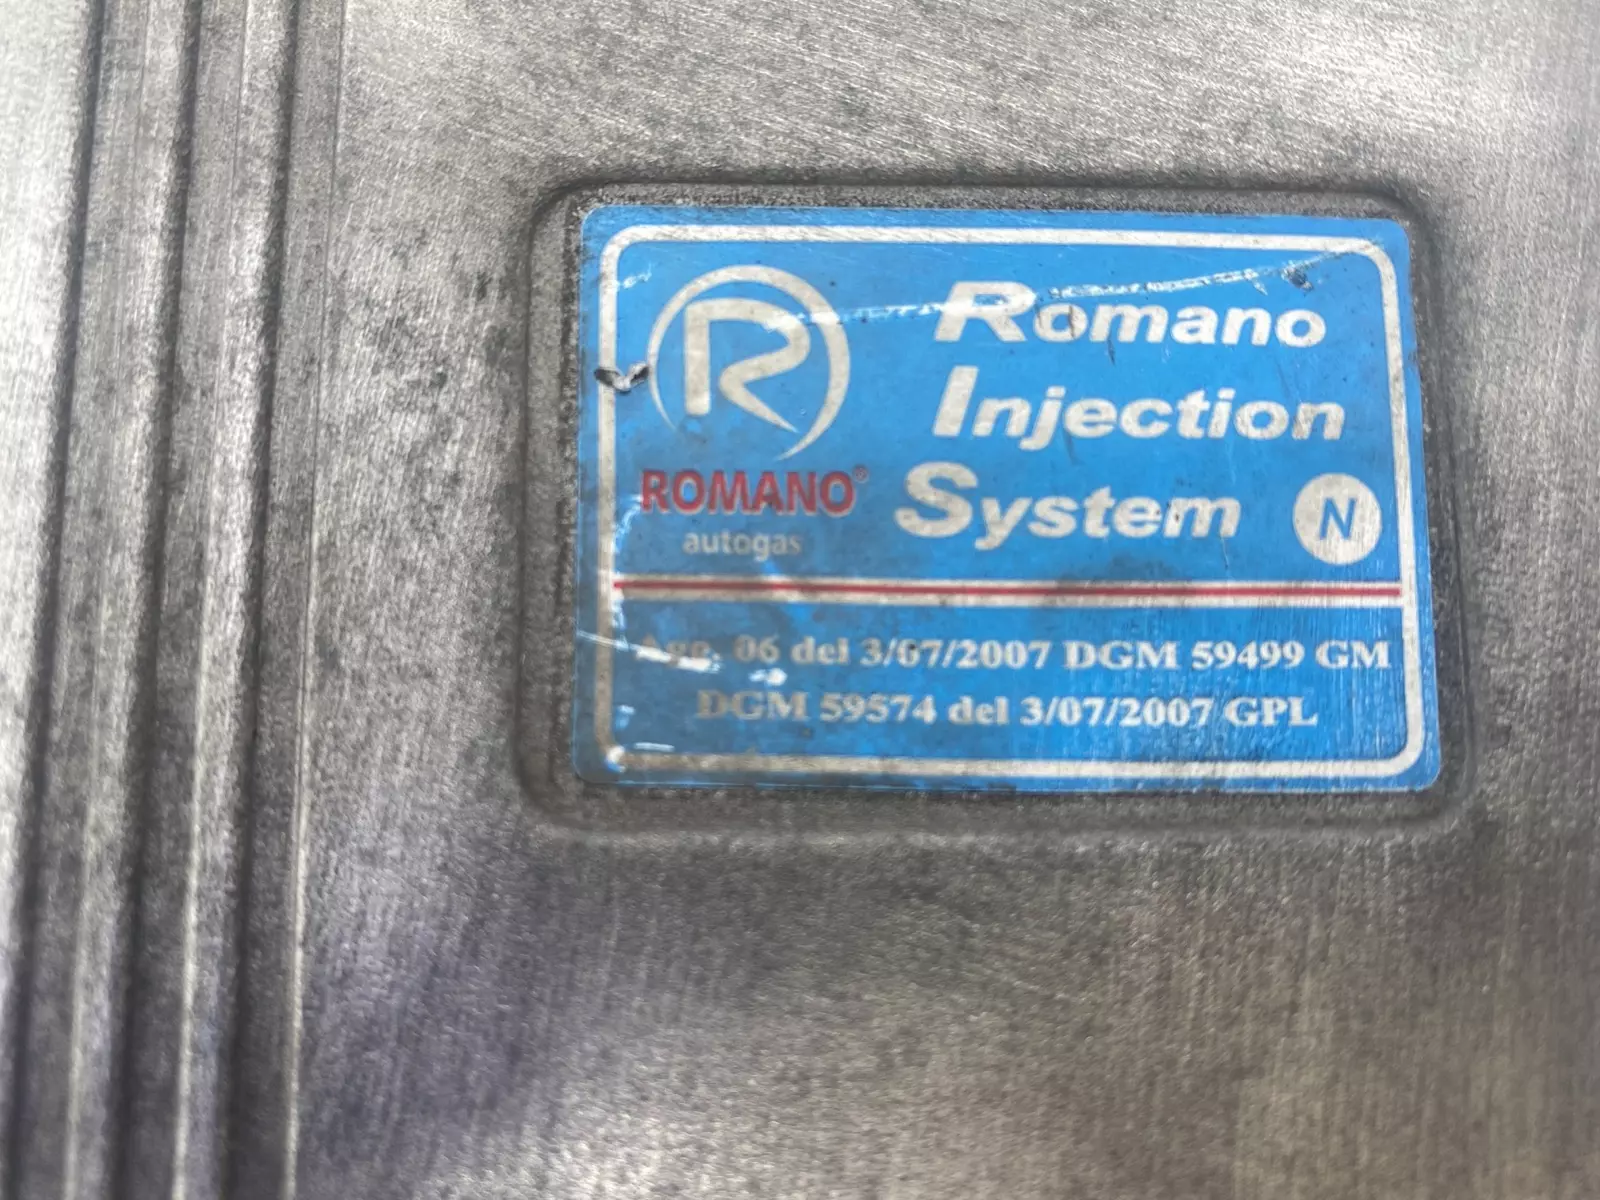 R
Romano
Injection
System N
ROMANO®
autogas
Agg. 06 del 3/07/2007 DGM 59499 GM
DGM 59574 del 3/07/2007 GPL